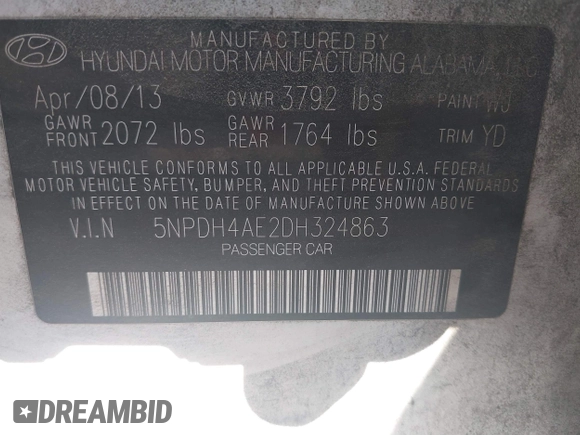 MANUFACTURED BY
HYUNDAI MOTOR MANUFACTURING ALABAMA, LLC
Apr/08/13 GVWR 3792 lbs PAINT W3
GAWR FRONT 2072 lbs GAWR REAR 1764 lbs TRIM YD
THIS VEHICLE CONFORMS TO ALL APPLICABLE U.S.A. FEDERAL
MOTOR VEHICLE SAFETY, BUMPER, AND THEFT PREVENTION STANDARDS
IN EFFECT ON THE DATE OF MANUFACTURE SHOWN ABOVE
V.I.N 5NPDH4AE2DH324863
PASSENGER CAR
DREAMBID